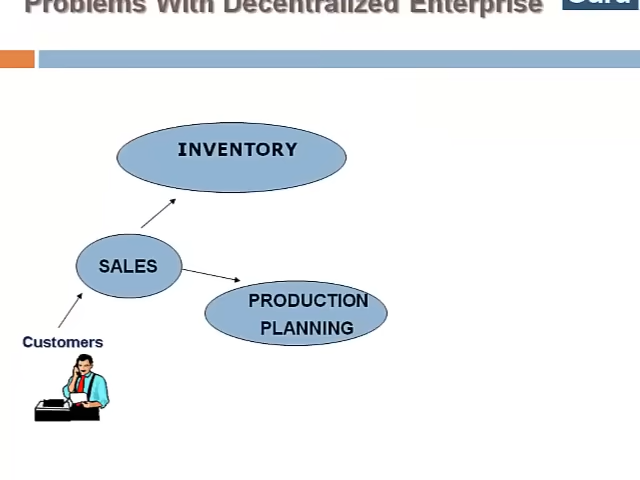 Problems With Decentralized Enterprise
INVENTORY
SALES
PRODUCTION
PLANNING
Customers